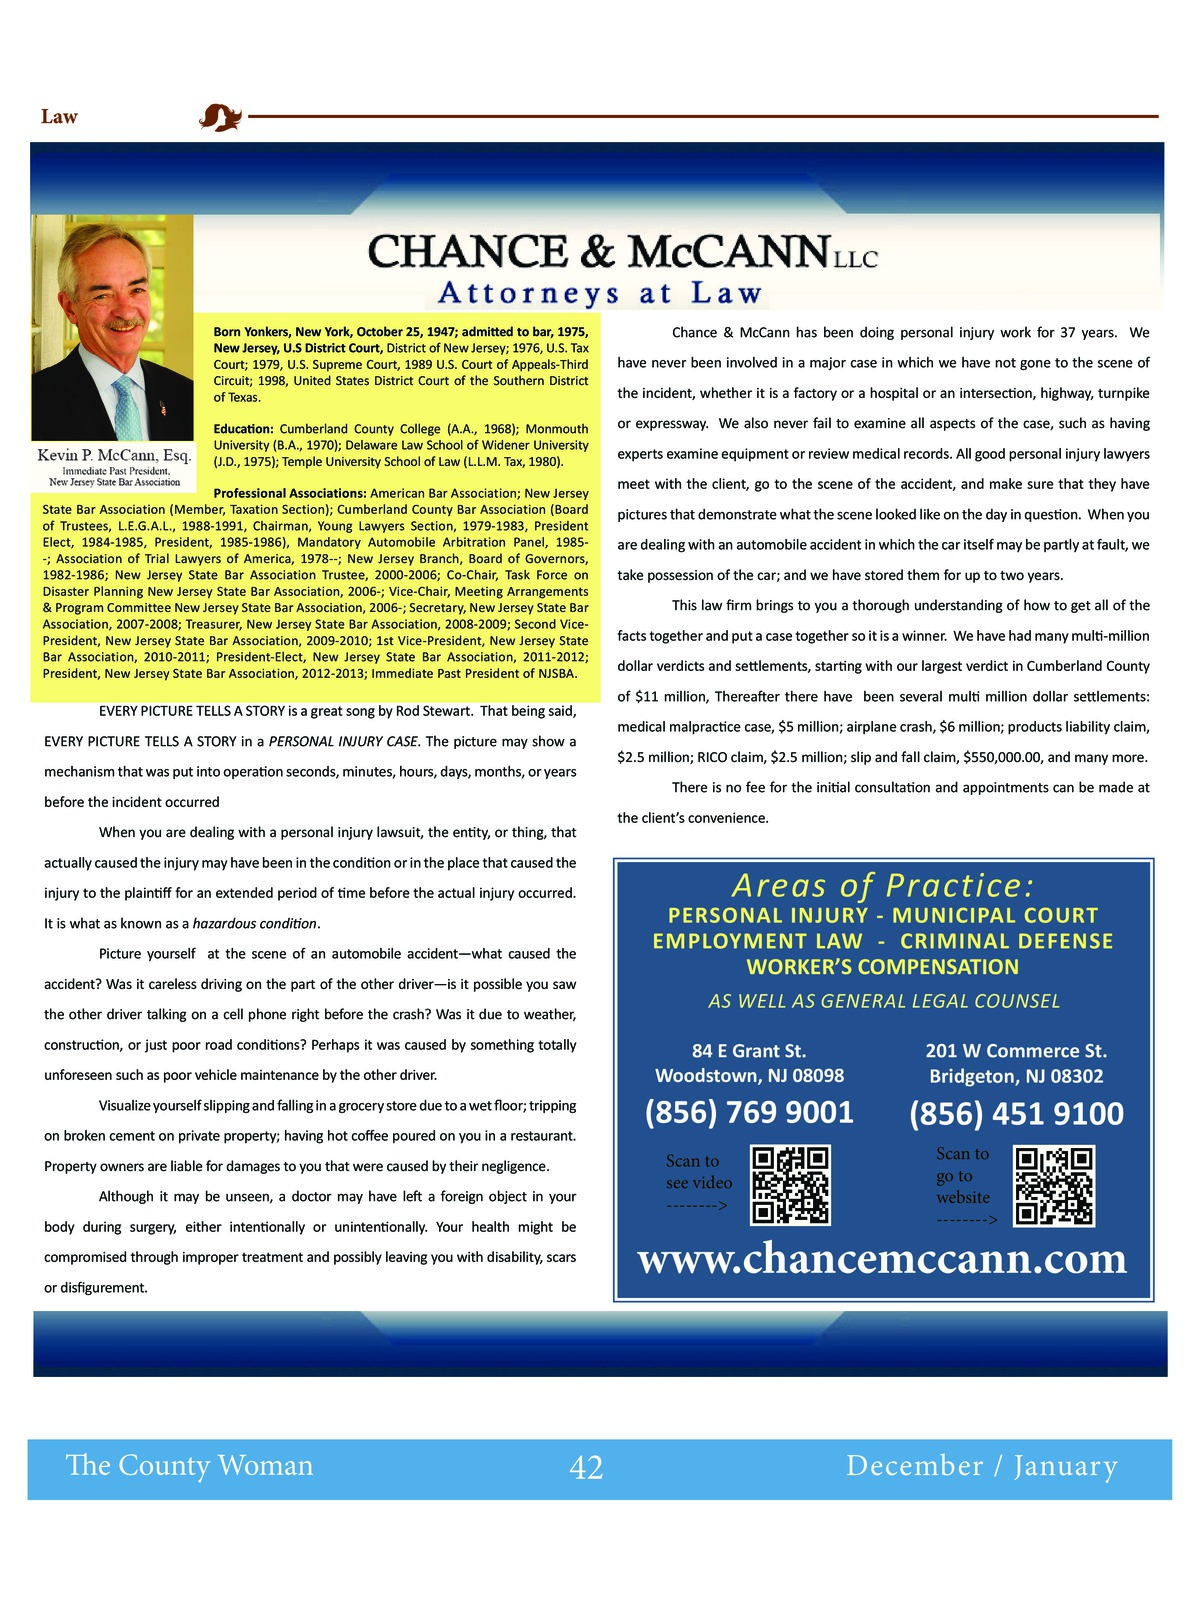 Law
CHANCE & McCANN LLC
Attorneys at Law
Kevin P. McCann, Esq.
Immediate Past President,
New Jersey State Bar Association
Born Yonkers, New York, October 25, 1947; admitted to bar, 1975,
New Jersey, U.S District Court, District of New Jersey; 1976, U.S. Tax
Court; 1979, U.S. Supreme Court, 1989 U.S. Court of Appeals-Third
Circuit; 1998, United States District Court of the Southern District
of Texas.
Education: Cumberland County College (A.A., 1968); Monmouth
University (B.A., 1970); Delaware Law School of Widener University
(J.D., 1975); Temple University School of Law (L.L.M. Tax, 1980).
Professional Associations: American Bar Association; New Jersey
State Bar Association (Member, Taxation Section); Cumberland County Bar Association (Board
of Trustees, L.E.G.A.L., 1988-1991, Chairman, Young Lawyers Section, 1979-1983, President
Elect, 1984-1985, President, 1985-1986), Mandatory Automobile Arbitration Panel, 1985-
-; Association of Trial Lawyers of America, 1978--; New Jersey Branch, Board of Governors,
1982-1986; New Jersey State Bar Association Trustee, 2000-2006; Co-Chair, Task Force on
Disaster Planning New Jersey State Bar Association, 2006-; Vice-Chair, Meeting Arrangements
& Program Committee New Jersey State Bar Association, 2006-; Secretary, New Jersey State Bar
Association, 2007-2008; Treasurer, New Jersey State Bar Association, 2008-2009; Second Vice-
President, New Jersey State Bar Association, 2009-2010; 1st Vice-President, New Jersey State
Bar Association, 2010-2011; President-Elect, New Jersey State Bar Association, 2011-2012;
President, New Jersey State Bar Association, 2012-2013; Immediate Past President of NJSBA.
EVERY PICTURE TELLS A STORY is a great song by Rod Stewart. That being said,
EVERY PICTURE TELLS A STORY in a PERSONAL INJURY CASE. The picture may show a
mechanism that was put into operation seconds, minutes, hours, days, months, or years
before the incident occurred
When you are dealing with a personal injury lawsuit, the entity, or thing, that
actually caused the injury may have been in the condition or in the place that caused the
injury to the plaintiff for an extended period of time before the actual injury occurred.
It is what as known as a hazardous condition.
Picture yourself at the scene of an automobile accident—what caused the
accident? Was it careless driving on the part of the other driver—is it possible you saw
the other driver talking on a cell phone right before the crash? Was it due to weather,
construction, or just poor road conditions? Perhaps it was caused by something totally
unforeseen such as poor vehicle maintenance by the other driver.
Visualize yourself slipping and falling in a grocery store due to a wet floor; tripping
on broken cement on private property; having hot coffee poured on you in a restaurant.
Property owners are liable for damages to you that were caused by their negligence.
Although it may be unseen, a doctor may have left a foreign object in your
body during surgery, either intentionally or unintentionally. Your health might be
compromised through improper treatment and possibly leaving you with disability, scars
or disfigurement.
Chance & McCann has been doing personal injury work for 37 years. We
have never been involved in a major case in which we have not gone to the scene of
the incident, whether it is a factory or a hospital or an intersection, highway, turnpike
or expressway. We also never fail to examine all aspects of the case, such as having
experts examine equipment or review medical records. All good personal injury lawyers
meet with the client, go to the scene of the accident, and make sure that they have
pictures that demonstrate what the scene looked like on the day in question. When you
are dealing with an automobile accident in which the car itself may be partly at fault, we
take possession of the car; and we have stored them for up to two years.
This law firm brings to you a thorough understanding of how to get all of the
facts together and put a case together so it is a winner. We have had many multi-million
dollar verdicts and settlements, starting with our largest verdict in Cumberland County
of $11 million, Thereafter there have been several multi million dollar settlements:
medical malpractice case, $5 million; airplane crash, $6 million; products liability claim,
$2.5 million; RICO claim, $2.5 million; slip and fall claim, $550,000.00, and many more.
There is no fee for the initial consultation and appointments can be made at
the client's convenience.
Areas of Practice:
PERSONAL INJURY - MUNICIPAL COURT
EMPLOYMENT LAW - CRIMINAL DEFENSE
WORKER'S COMPENSATION
AS WELL AS GENERAL LEGAL COUNSEL
84 E Grant St.
Woodstown, NJ 08098
(856) 769 9001
201 W Commerce St.
Bridgeton, NJ 08302
(856) 451 9100
Scan to
see video
-------->
Scan to
go to
website
-------->
www.chancemccann.com
The County Woman
42
December / January